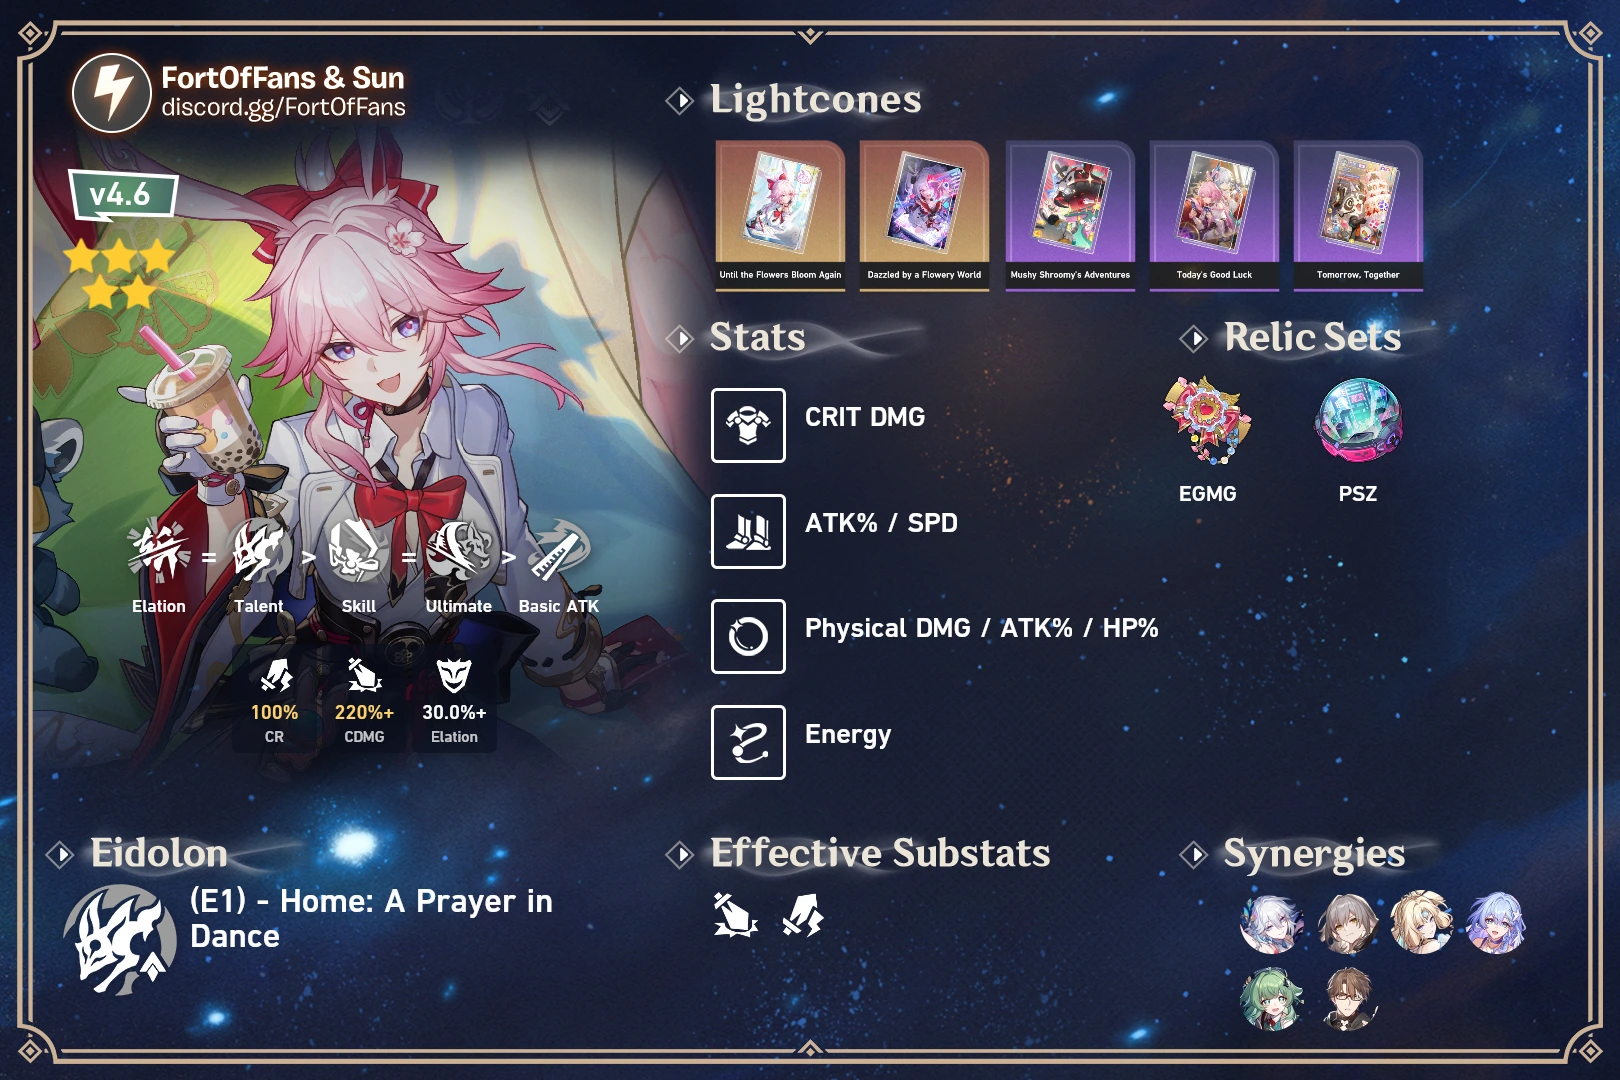 FortOfFans & Sun
discord.gg/FortOfFans
v4.6
Elation = Talent > Skill = Ultimate > Basic ATK
100%
CR
220%+
CDMG
30.0%+
Elation
Eidolon
(E1) - Home: A Prayer in
Dance
Lightcones
Until the Flowers Bloom Again
Dazzled by a Flowery World
Mushy Shroomy's Adventures
Today's Good Luck
Tomorrow, Together
Stats
CRIT DMG
ATK% / SPD
Physical DMG / ATK% / HP%
Energy
Relic Sets
EGMG
PSZ
Effective Substats
Synergies